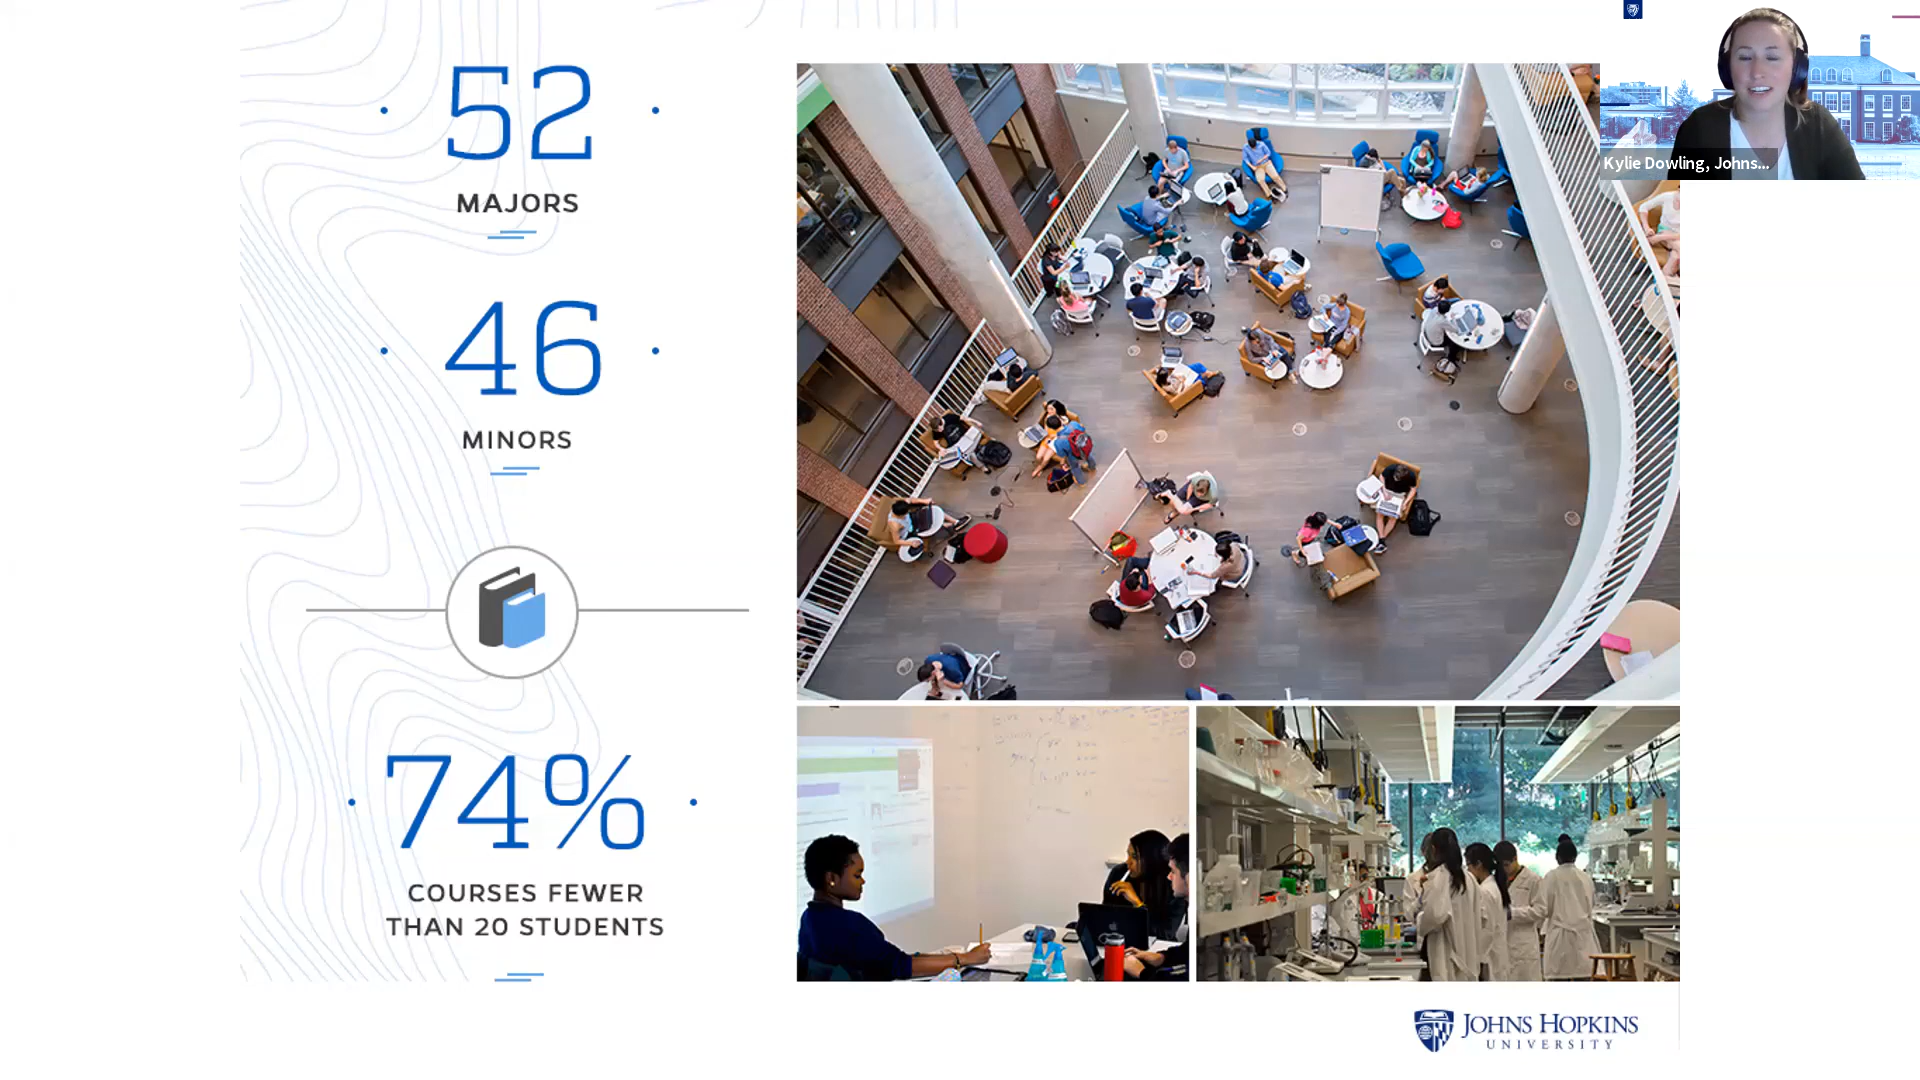 52
MAJORS
46
MINORS
74%
COURSES FEWER
THAN 20 STUDENTS
Kylie Dowling, Johns...
JOHNS HOPKINS
UNIVERSITY